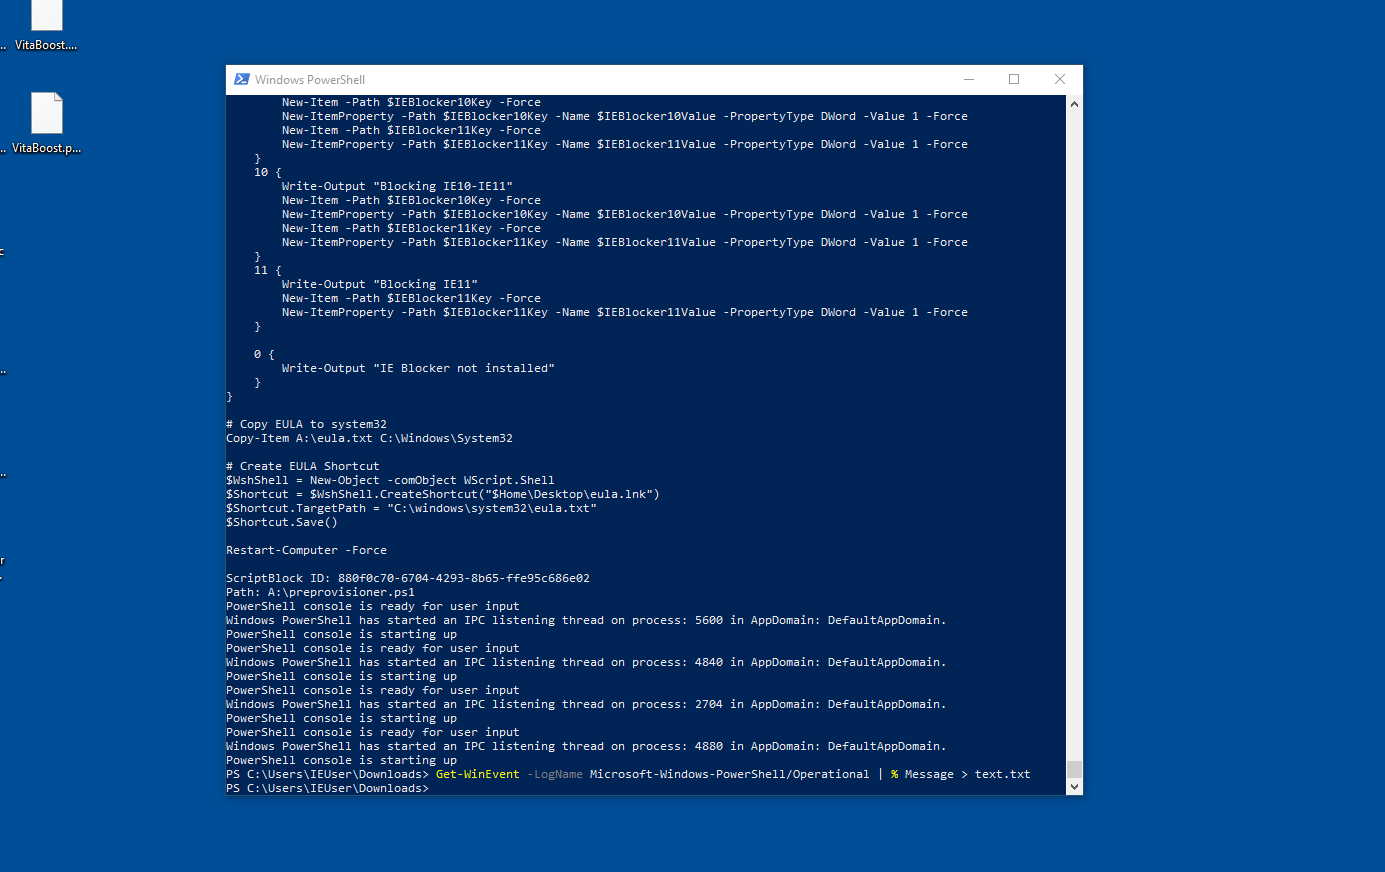 VitaBoost....
VitaBoost.p...
Windows PowerShell
New-Item -Path $IEBlocker10Key -Force
New-ItemProperty -Path $IEBlocker10Key -Name $IEBlocker10Value -PropertyType DWord -Value 1 -Force
New-Item -Path $IEBlocker11Key -Force
New-ItemProperty -Path $IEBlocker11Key -Name $IEBlocker11Value -PropertyType DWord -Value 1 -Force
}
10 {
Write-Output "Blocking IE10-IE11"
New-Item -Path $IEBlocker10Key -Force
New-ItemProperty -Path $IEBlocker10Key -Name $IEBlocker10Value -PropertyType DWord -Value 1 -Force
New-Item -Path $IEBlocker11Key -Force
New-ItemProperty -Path $IEBlocker11Key -Name $IEBlocker11Value -PropertyType DWord -Value 1 -Force
}
11 {
Write-Output "Blocking IE11"
New-Item -Path $IEBlocker11Key -Force
New-ItemProperty -Path $IEBlocker11Key -Name $IEBlocker11Value -PropertyType DWord -Value 1 -Force
}
0 {
Write-Output "IE Blocker not installed"
}
}
# Copy EULA to system32
Copy-Item A:\eula.txt C:\Windows\System32
# Create EULA Shortcut
$WshShell = New-Object -comObject WScript.Shell
$Shortcut = $WshShell.CreateShortcut("$Home\Desktop\eula.lnk")
$Shortcut.TargetPath = "C:\windows\system32\eula.txt"
$Shortcut.Save()
Restart-Computer -Force
ScriptBlock ID: 880f0c70-6704-4293-8b65-ffe95c686e02
Path: A:\preprovisioner.ps1
PowerShell console is ready for user input
Windows PowerShell has started an IPC listening thread on process: 5600 in AppDomain: DefaultAppDomain.
PowerShell console is starting up
PowerShell console is ready for user input
Windows PowerShell has started an IPC listening thread on process: 4840 in AppDomain: DefaultAppDomain.
PowerShell console is starting up
PowerShell console is ready for user input
Windows PowerShell has started an IPC listening thread on process: 2704 in AppDomain: DefaultAppDomain.
PowerShell console is starting up
PowerShell console is ready for user input
Windows PowerShell has started an IPC listening thread on process: 4880 in AppDomain: DefaultAppDomain.
PowerShell console is starting up
PS C:\Users\IEUser\Downloads> Get-WinEvent -LogName Microsoft-Windows-PowerShell/Operational | % Message > text.txt
PS C:\Users\IEUser\Downloads>